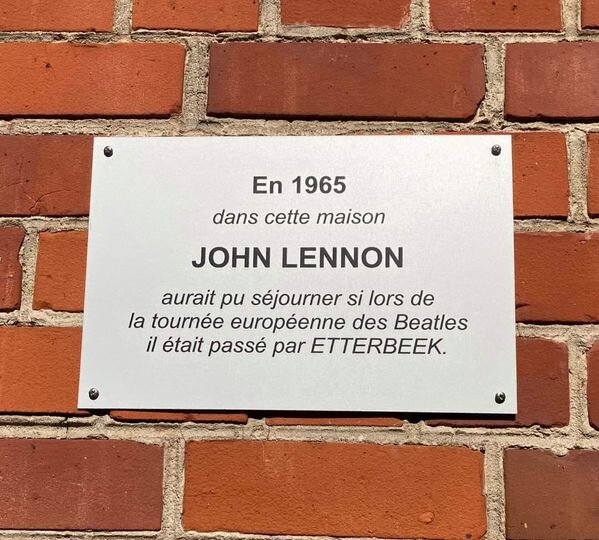 En 1965
dans cette maison
JOHN LENNON
aurait pu séjourner si lors de
la tournée européenne des Beatles
il était passé par ETTERBEEK.